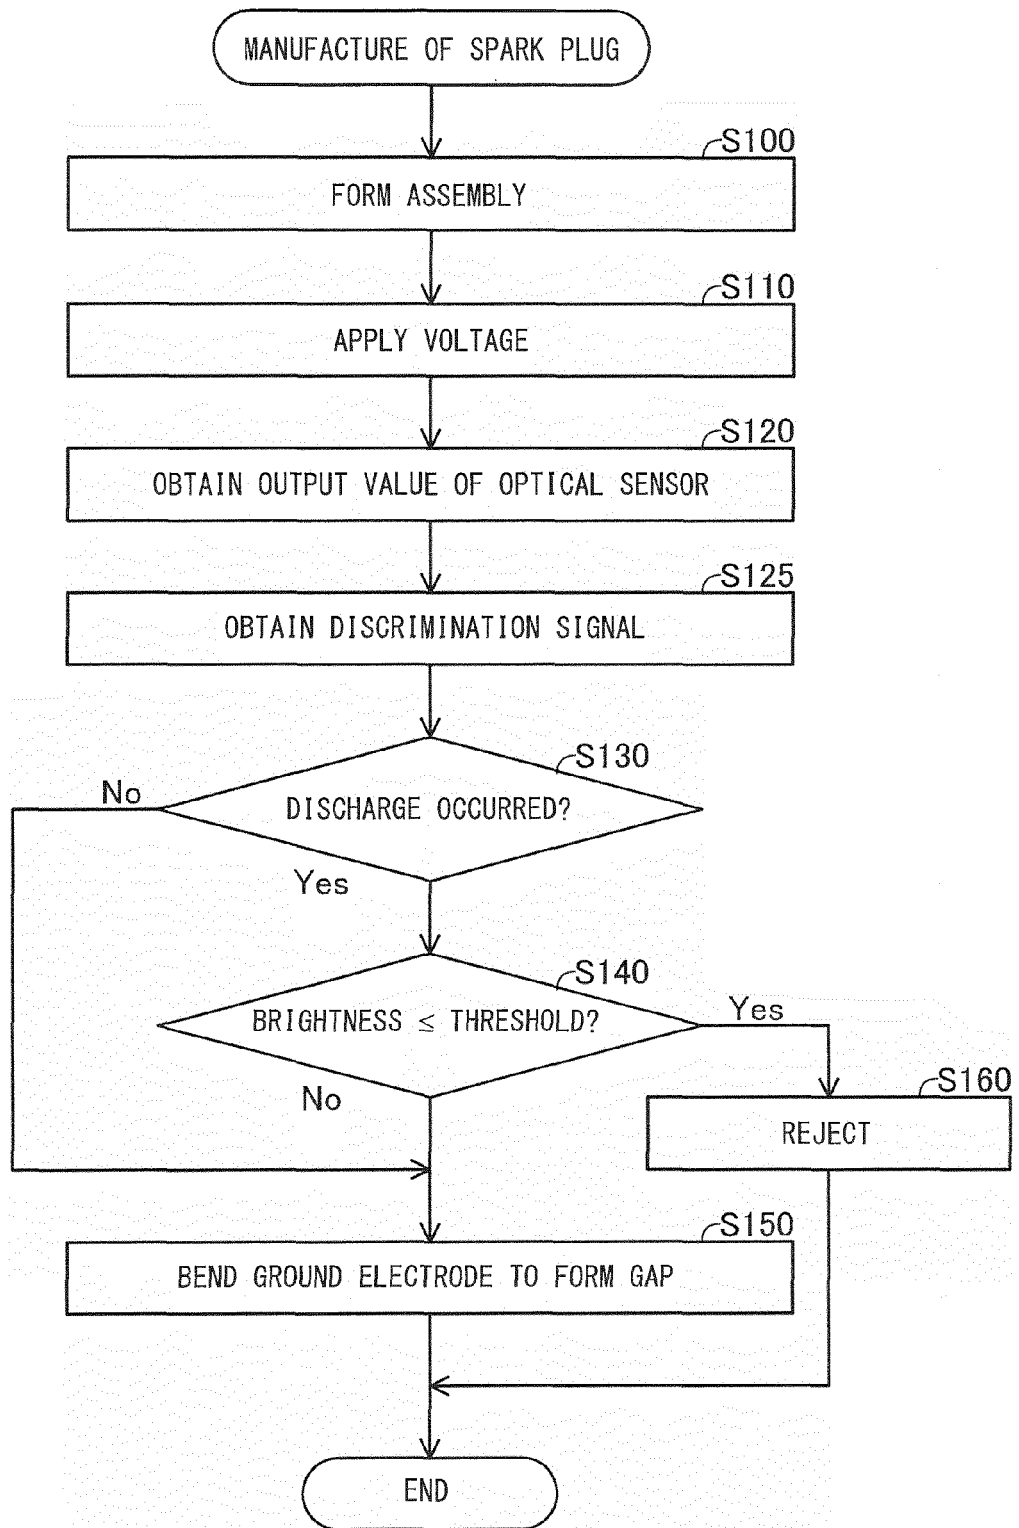 MANUFACTURE OF SPARK PLUG
S100
FORM ASSEMBLY
S110
APPLY VOLTAGE
S120
OBTAIN OUTPUT VALUE OF OPTICAL SENSOR
S125
OBTAIN DISCRIMINATION SIGNAL
S130
No
DISCHARGE OCCURRED?
Yes
S140
BRIGHTNESS ≤ THRESHOLD?
Yes
No
S160
REJECT
S150
BEND GROUND ELECTRODE TO FORM GAP
END